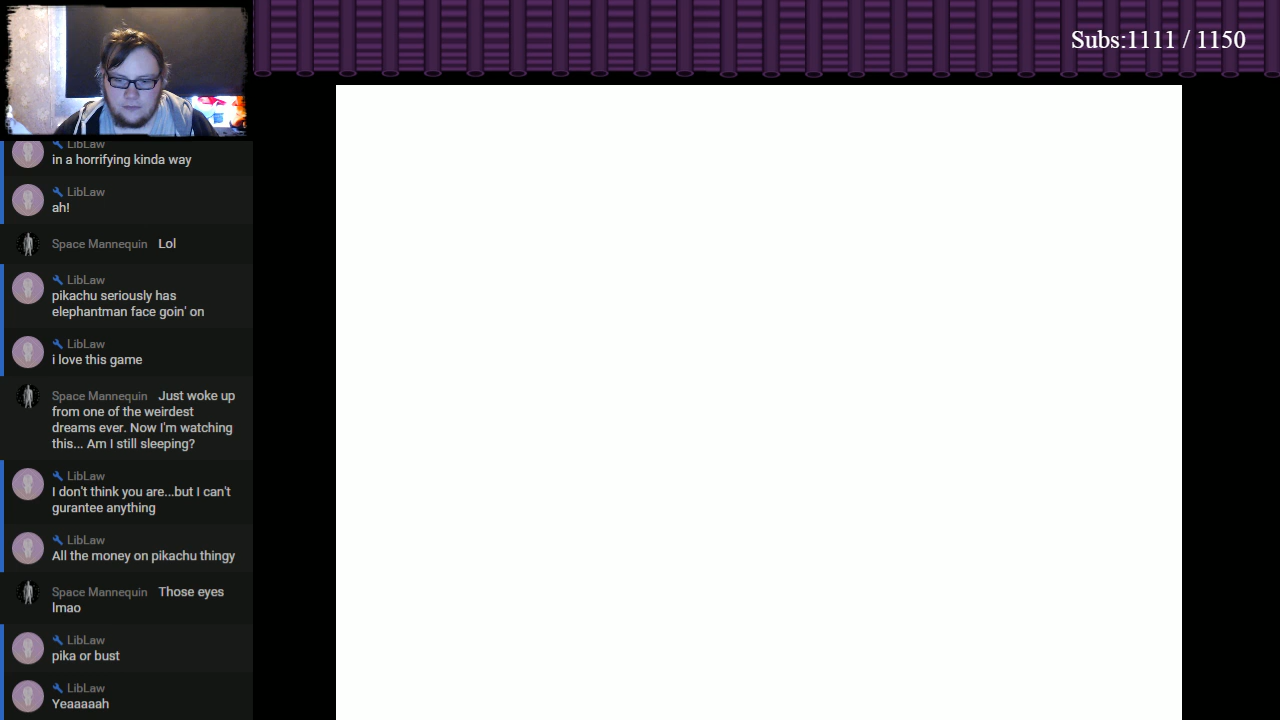 Subs:1111 / 1150
LibLaw
in a horrifying kinda way
LibLaw
ah!
Space Mannequin Lol
LibLaw
pikachu seriously has
elephantman face goin' on
LibLaw
i love this game
Space Mannequin Just woke up
from one of the weirdest
dreams ever. Now I'm watching
this... Am I still sleeping?
LibLaw
I don't think you are...but I can't
gurantee anything
LibLaw
All the money on pikachu thingy
Space Mannequin Those eyes
lmao
LibLaw
pika or bust
LibLaw
Yeaaaaah